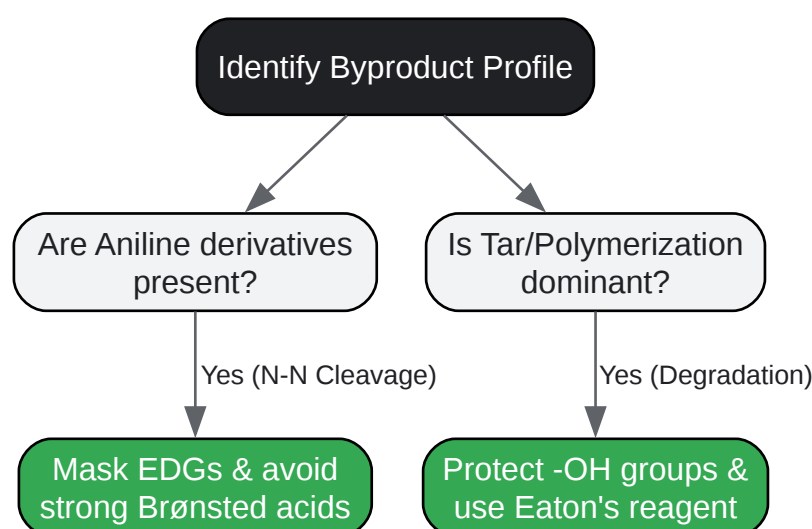 Identify Byproduct Profile
Are Aniline derivatives
present?
Is Tar/Polymerization
dominant?
Yes (N-N Cleavage)
Yes (Degradation)
Mask EDGs & avoid
strong Brønsted acids
Protect -OH groups &
use Eaton's reagent